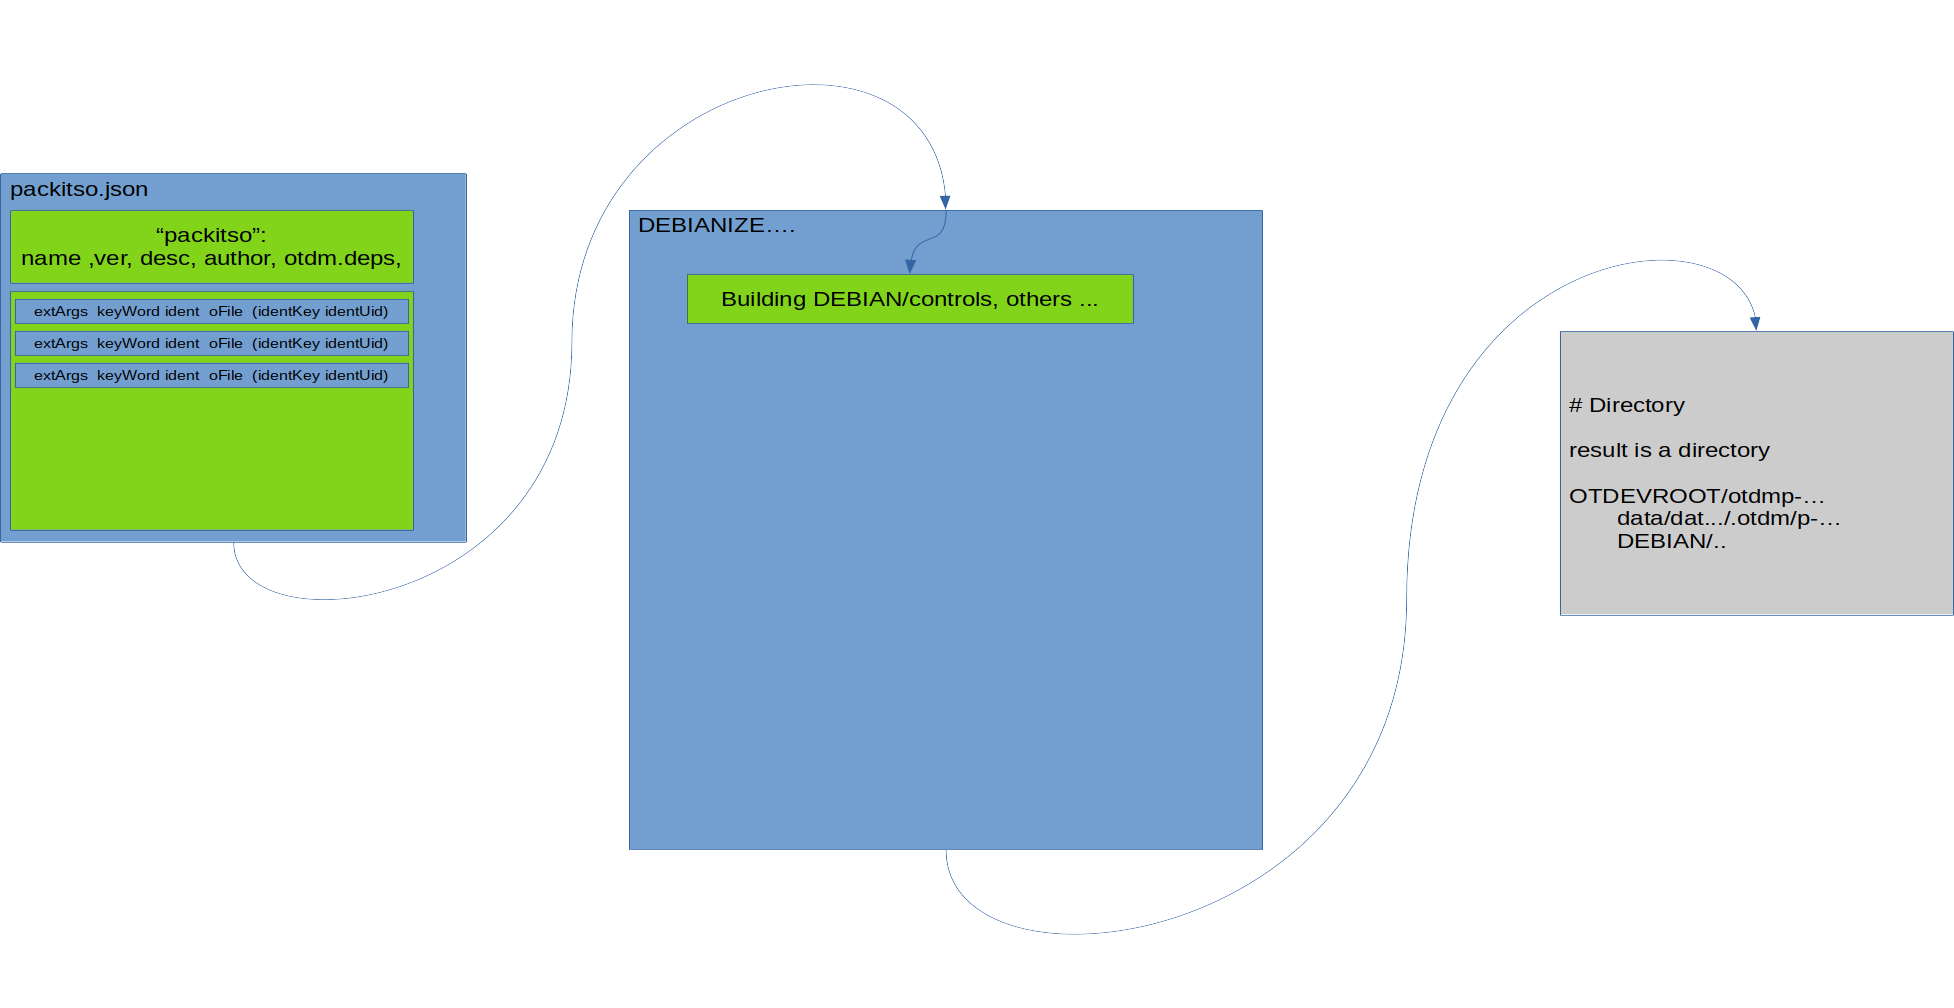 packitso.json
“packitso”:
name ,ver, desc, author, otdm.deps,
extArgs  keyWord ident  oFile  (identKey identUid)
extArgs  keyWord ident  oFile  (identKey identUid)
extArgs  keyWord ident  oFile  (identKey identUid)
DEBIANIZE….
Building DEBIAN/controls, others ...
# Directory
result is a directory
OTDEVROOT/otdmp-…
data/dat.../.otdm/p-…
DEBIAN/..